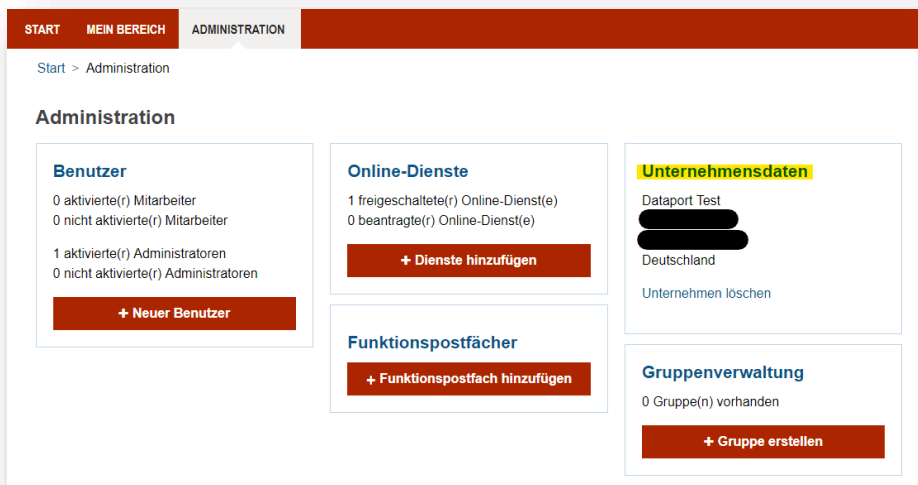 START MEIN BEREICH ADMINISTRATION
Start > Administration
Administration
Benutzer
0 aktivierte(r) Mitarbeiter
0 nicht aktivierte(r) Mitarbeiter
1 aktivierte(r) Administratoren
0 nicht aktivierte(r) Administratoren
+ Neuer Benutzer
Online-Dienste
1 freigeschaltete(r) Online-Dienst(e)
0 beantragte(r) Online-Dienst(e)
+ Dienste hinzufügen
Funktionspostfächer
+ Funktionspostfach hinzufügen
Unternehmensdaten
Dataport Test
Deutschland
Unternehmen löschen
Gruppenverwaltung
0 Gruppe(n) vorhanden
+ Gruppe erstellen